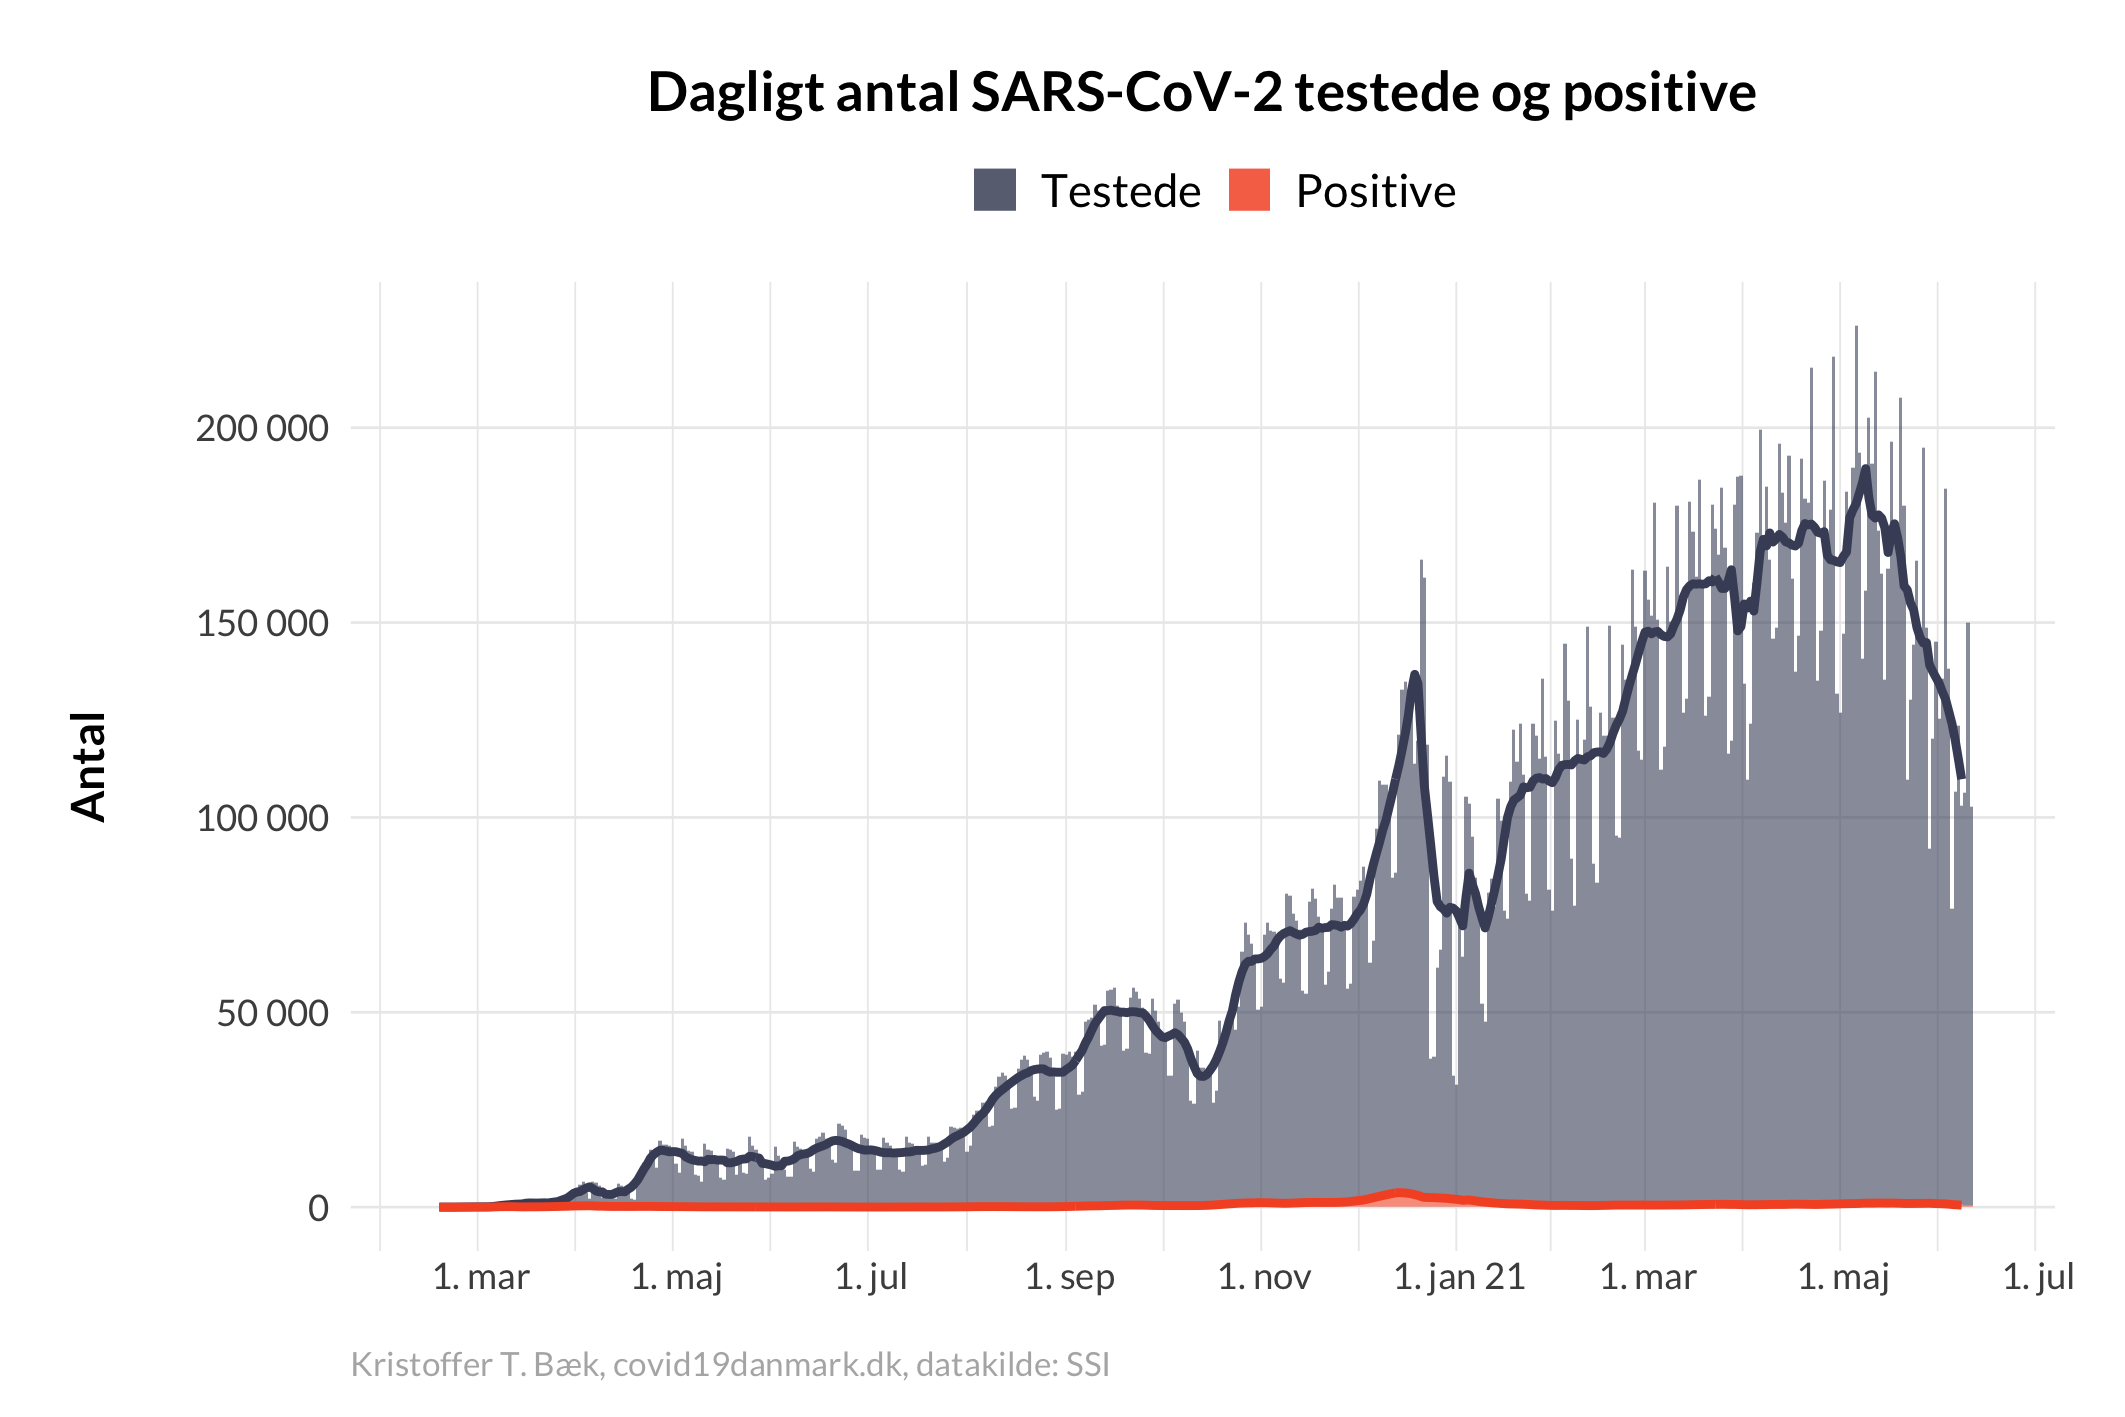 Dagligt antal SARS-CoV-2 testede og positive
Testede Positive
Antal
200 000
150 000
100 000
50 000
0
1. mar 1. maj 1. jul 1. sep 1. nov 1. jan 21 1. mar 1. maj 1. jul
Kristoffer T. Bæk, covid19danmark.dk, datakilde: SSI